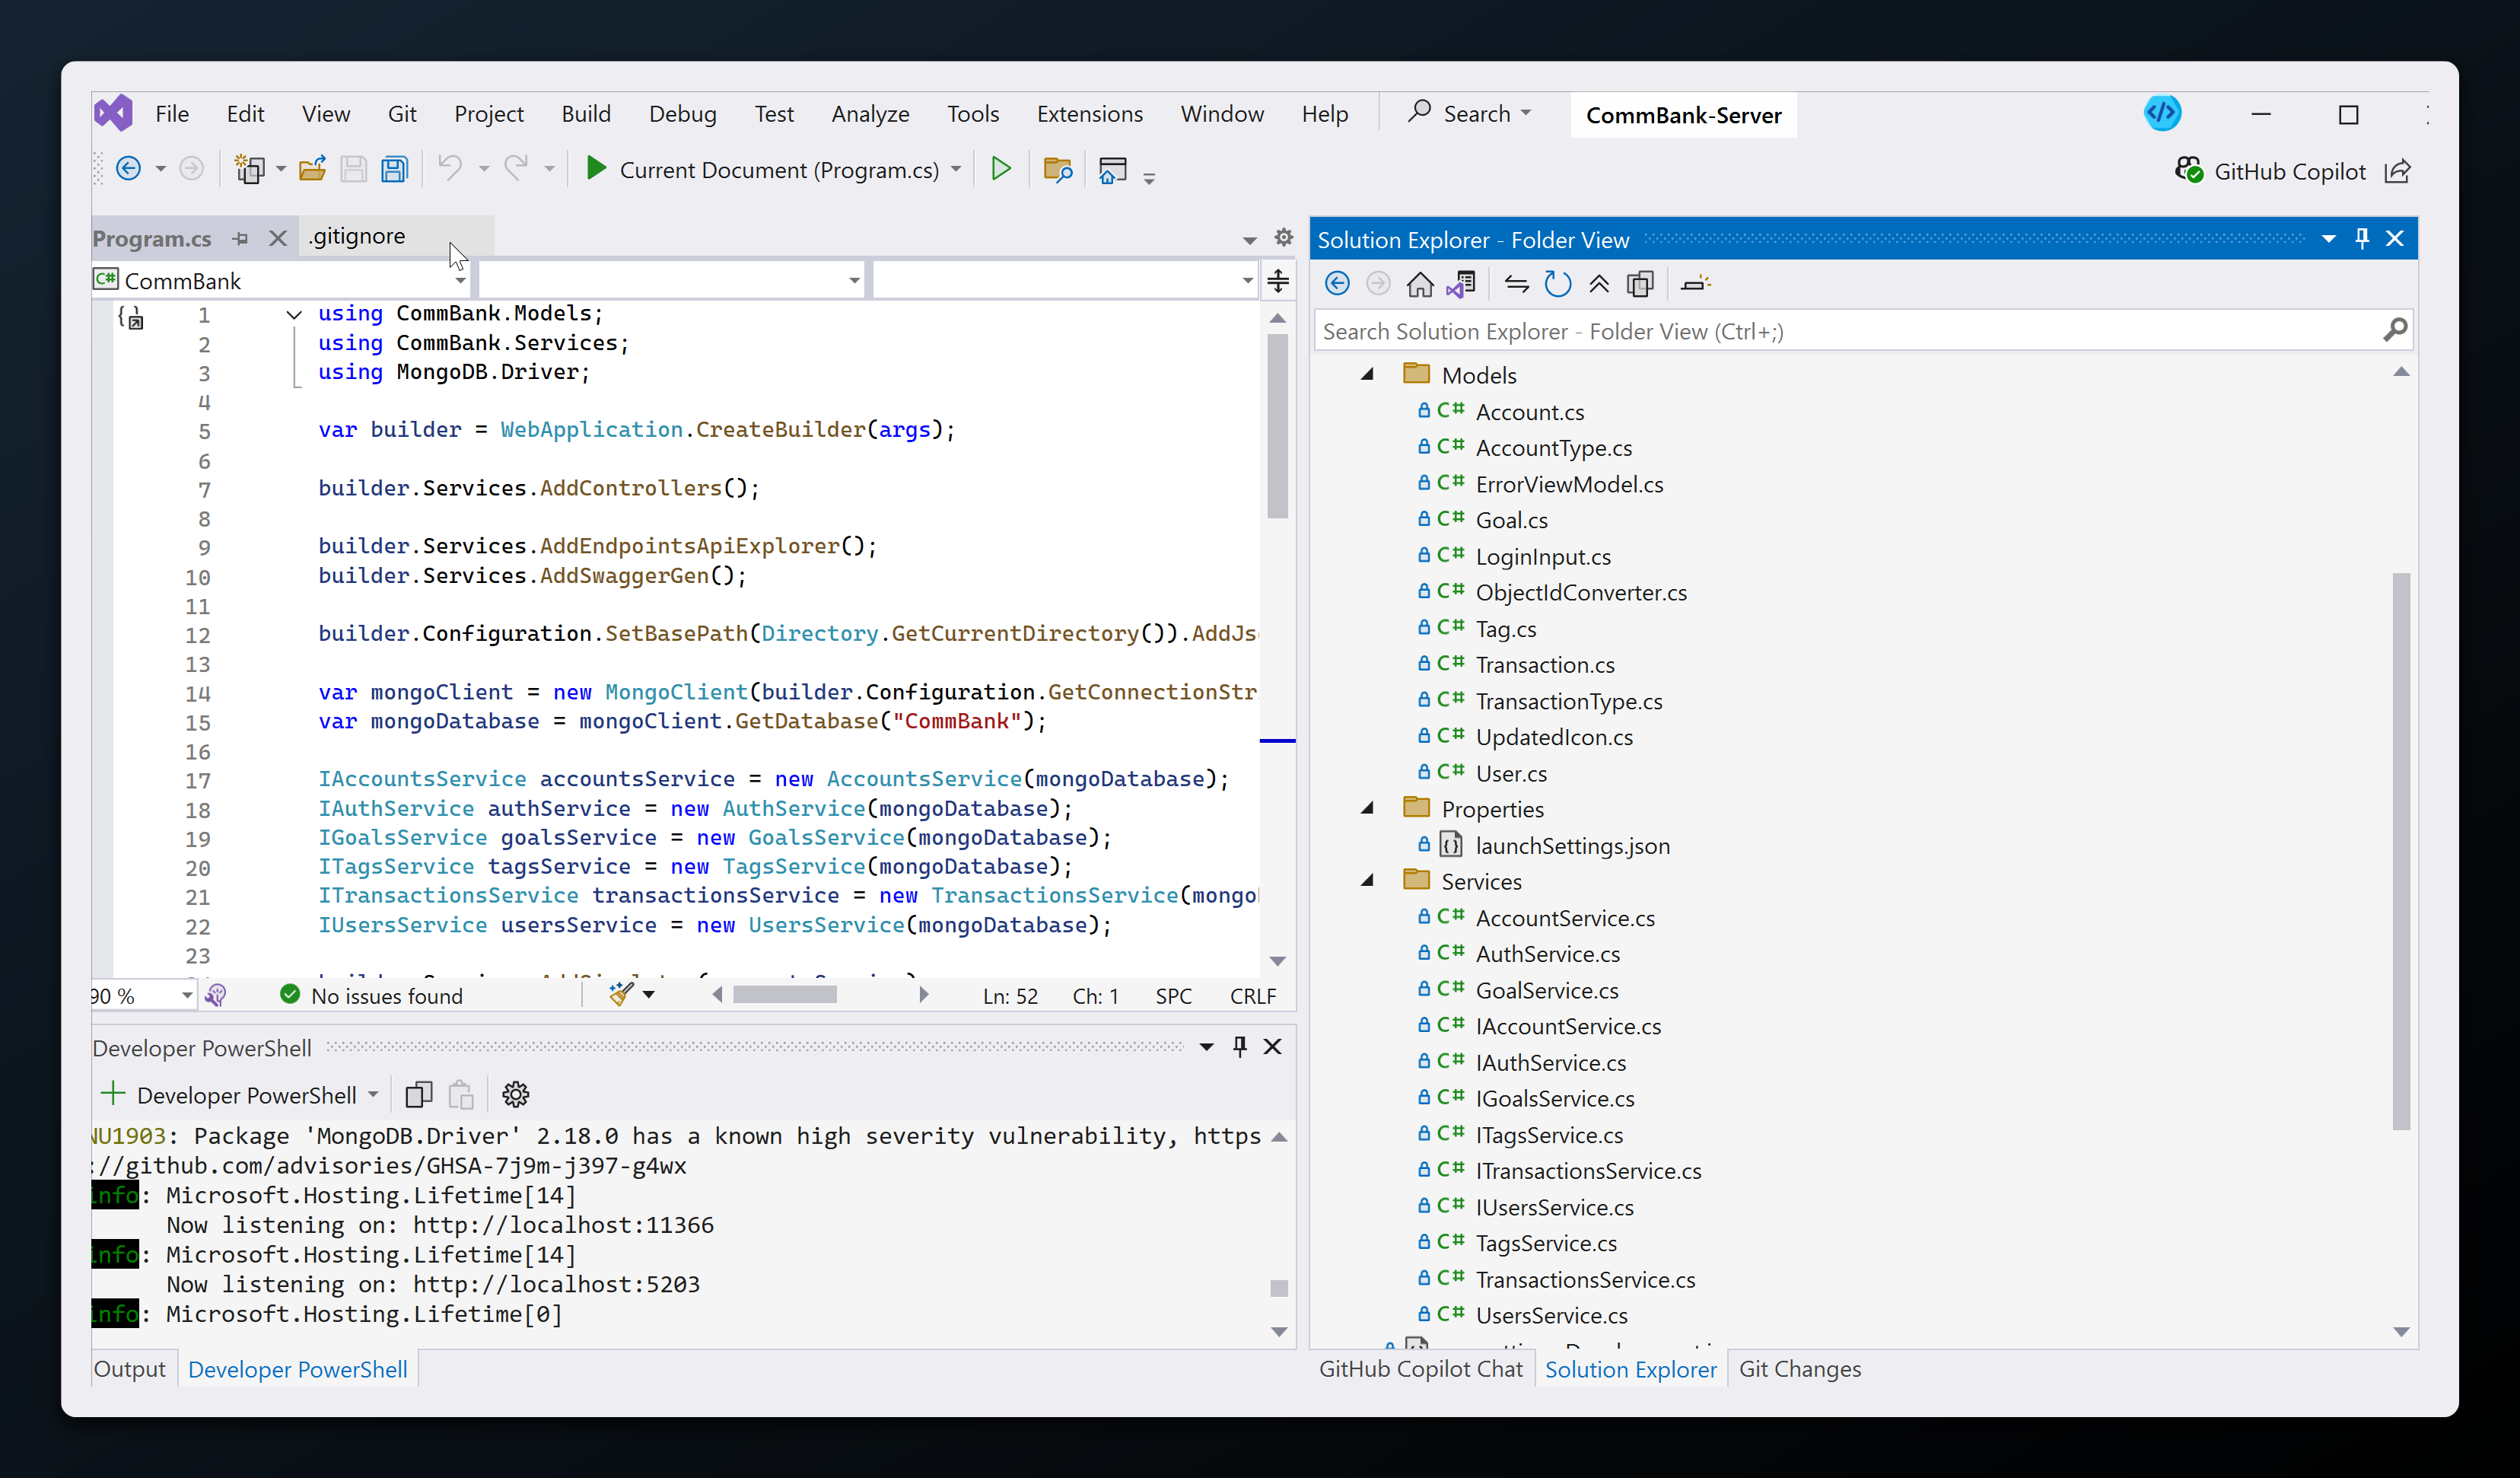 File Edit View Git Project Build Debug Test Analyze Tools Extensions Window Help Search CommBank-Server
Current Document (Program.cs) GitHub Copilot
Program.cs .gitignore
C# CommBank
1 using CommBank.Models;
2 using CommBank.Services;
3 using MongoDB.Driver;
4
5 var builder = WebApplication.CreateBuilder(args);
6
7 builder.Services.AddControllers();
8
9 builder.Services.AddEndpointsApiExplorer();
10 builder.Services.AddSwaggerGen();
11
12 builder.Configuration.SetBasePath(Directory.GetCurrentDirectory()).AddJs
13
14 var mongoClient = new MongoClient(builder.Configuration.GetConnectionStr
15 var mongoDatabase = mongoClient.GetDatabase("CommBank");
16
17 IAccountsService accountsService = new AccountsService(mongoDatabase);
18 IAuthService authService = new AuthService(mongoDatabase);
19 IGoalsService goalsService = new GoalsService(mongoDatabase);
20 ITagsService tagsService = new TagsService(mongoDatabase);
21 ITransactionsService transactionsService = new TransactionsService(mongo
22 IUsersService usersService = new UsersService(mongoDatabase);
23
90 % No issues found Ln: 52 Ch: 1 SPC CRLF
Developer PowerShell
Developer PowerShell
NU1903: Package 'MongoDB.Driver' 2.18.0 has a known high severity vulnerability, https
://github.com/advisories/GHSA-7j9m-j397-g4wx
info: Microsoft.Hosting.Lifetime[14]
Now listening on: http://localhost:11366
info: Microsoft.Hosting.Lifetime[14]
Now listening on: http://localhost:5203
info: Microsoft.Hosting.Lifetime[0]
Output Developer PowerShell
Solution Explorer - Folder View
Search Solution Explorer - Folder View (Ctrl+;)
Models
C# Account.cs
C# AccountType.cs
C# ErrorViewModel.cs
C# Goal.cs
C# LoginInput.cs
C# ObjectIdConverter.cs
C# Tag.cs
C# Transaction.cs
C# TransactionType.cs
C# UpdatedIcon.cs
C# User.cs
Properties
launchSettings.json
Services
C# AccountService.cs
C# AuthService.cs
C# GoalService.cs
C# IAccountService.cs
C# IAuthService.cs
C# IGoalsService.cs
C# ITagsService.cs
C# ITransactionsService.cs
C# IUsersService.cs
C# TagsService.cs
C# TransactionsService.cs
C# UsersService.cs
GitHub Copilot Chat Solution Explorer Git Changes